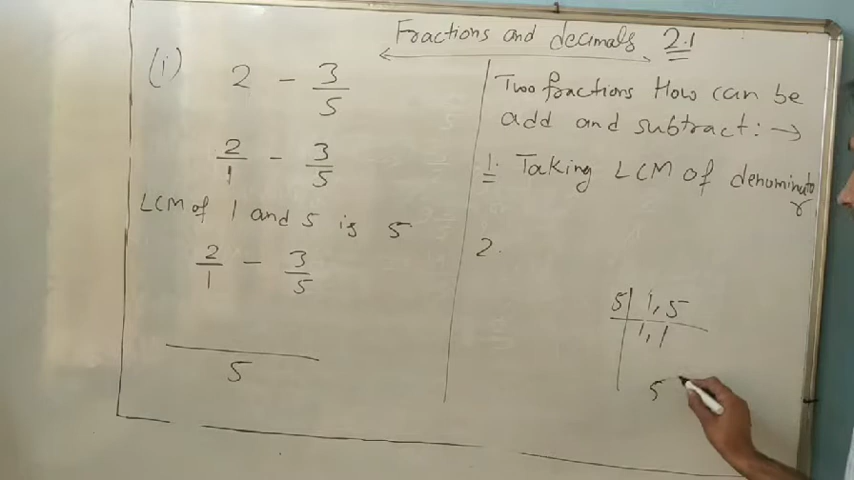 Fractions and decimals 2.1
(i) 2 - 3/5
2/1 - 3/5
LCM of 1 and 5 is 5
2/1 - 3/5
5
Two fractions How can be
add and subtract: →
1. Taking LCM of denominator
2.
5 | 1, 5
1, 1
5